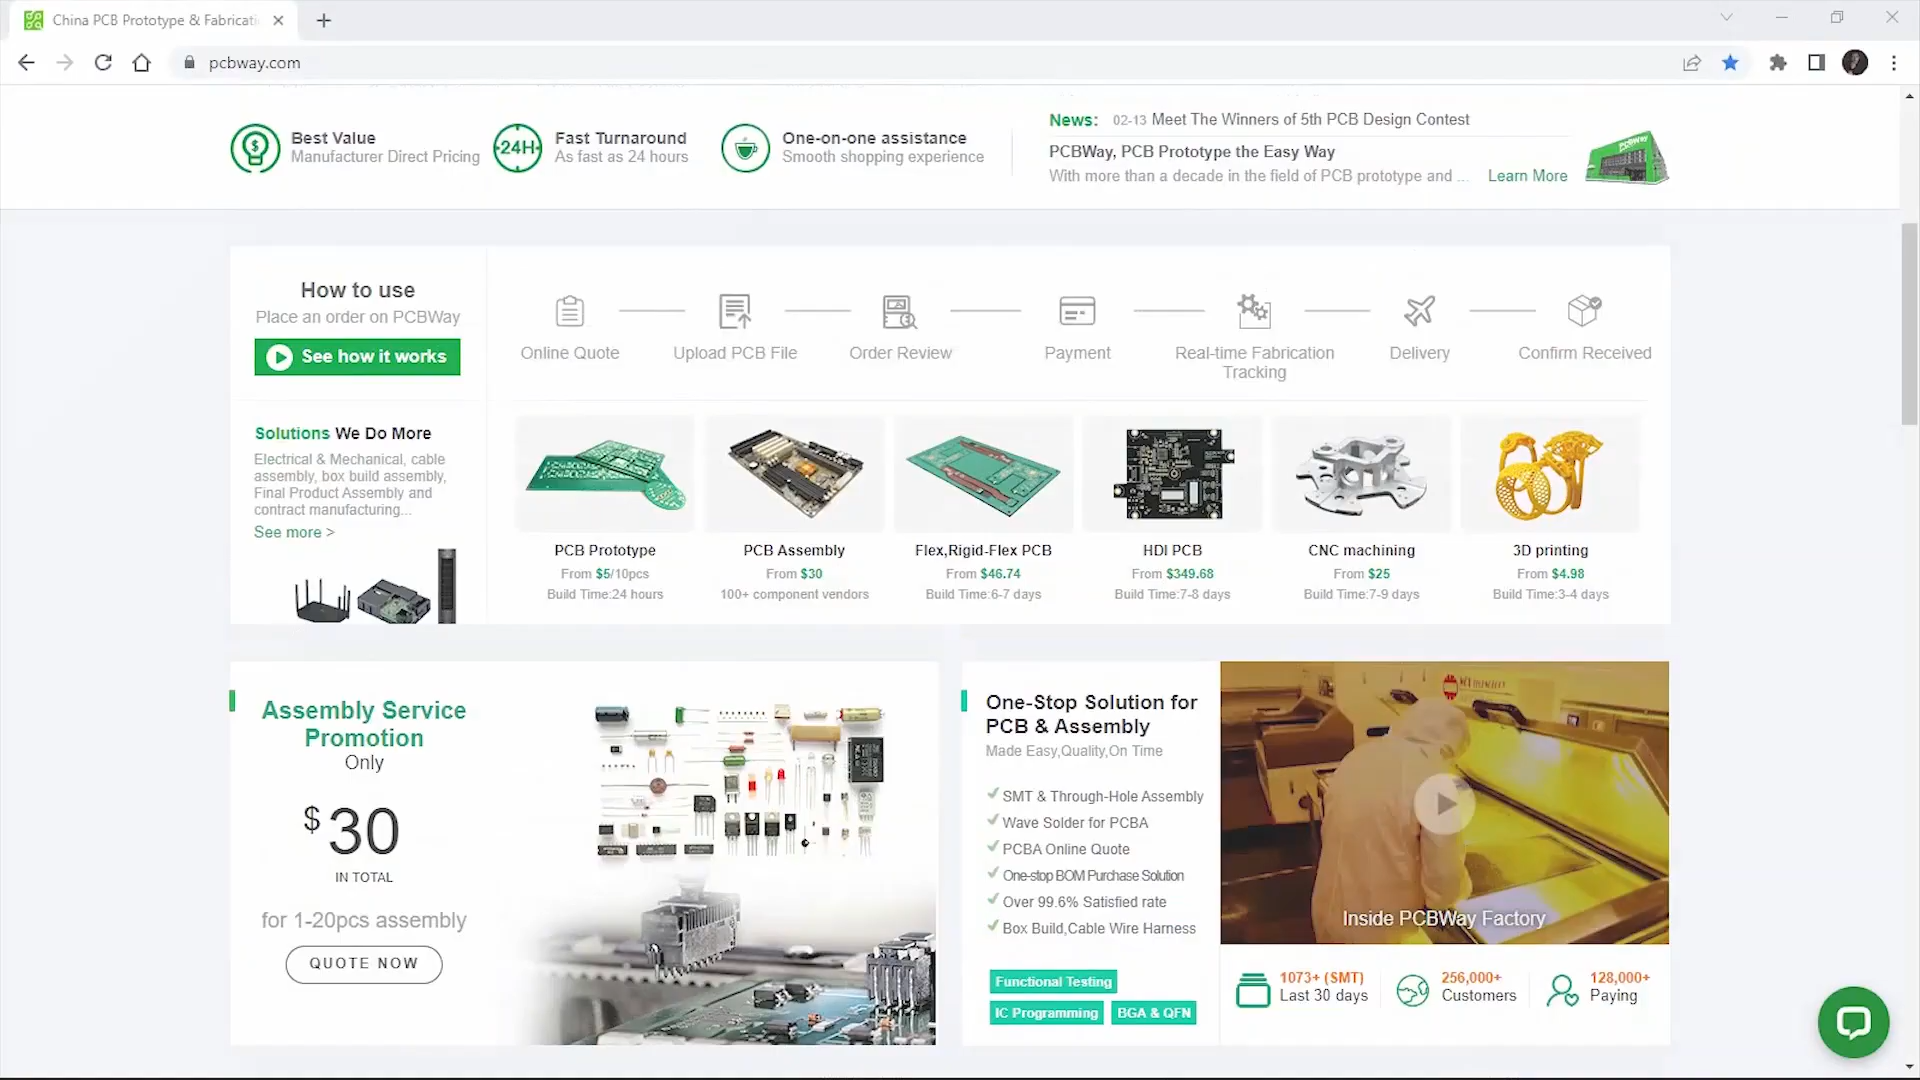 China PCB Prototype & Fabricati
pcbway.com
Best Value
Manufacturer Direct Pricing
24H
Fast Turnaround
As fast as 24 hours
One-on-one assistance
Smooth shopping experience
News: 02-13 Meet The Winners of 5th PCB Design Contest
PCBWay, PCB Prototype the Easy Way
With more than a decade in the field of PCB prototype and ... Learn More
PCBWay
How to use
Place an order on PCBWay
See how it works
Online Quote
Upload PCB File
Order Review
Payment
Real-time Fabrication
Tracking
Delivery
Confirm Received
Solutions We Do More
Electrical & Mechanical, cable
assembly, box build assembly,
Final Product Assembly and
contract manufacturing...
See more >
PCB Prototype
From $5/10pcs
Build Time:24 hours
PCB Assembly
From $30
100+ component vendors
Flex,Rigid-Flex PCB
From $46.74
Build Time:6-7 days
HDI PCB
From $349.68
Build Time:7-8 days
CNC machining
From $25
Build Time:7-9 days
3D printing
From $4.98
Build Time:3-4 days
Assembly Service
Promotion
Only
$30
IN TOTAL
for 1-20pcs assembly
QUOTE NOW
One-Stop Solution for
PCB & Assembly
Made Easy,Quality,On Time
SMT & Through-Hole Assembly
Wave Solder for PCBA
PCBA Online Quote
One-stop BOM Purchase Solution
Over 99.6% Satisfied rate
Box Build,Cable Wire Harness
Functional Testing
IC Programming
BGA & QFN
Inside PCBWay Factory
1073+ (SMT)
Last 30 days
256,000+
Customers
128,000+
Paying